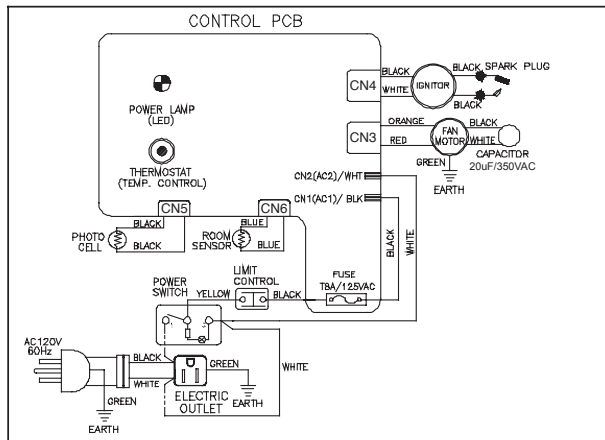 CONTROL PCB
POWER LAMP
(LED)
THERMOSTAT
(TEMP. CONTROL)
CN4
BLACK
WHITE
IGNITOR
BLACK
BLACK
SPARK PLUG
CN3
ORANGE
RED
FAN
MOTOR
BLACK
WHITE
CAPACITOR
20uF/350VAC
GREEN
EARTH
CN2(AC2)/WHT
CN1(AC1)/ BLK
CN5
BLACK
BLACK
PHOTO
CELL
CN6
BLUE
BLUE
ROOM
SENSOR
BLACK
WHITE
POWER
SWITCH
YELLOW
LIMIT
CONTROL
BLACK
FUSE
T8A/125VAC
AC120V
60Hz
BLACK
WHITE
GREEN
EARTH
GREEN
EARTH
ELECTRIC
OUTLET
WHITE